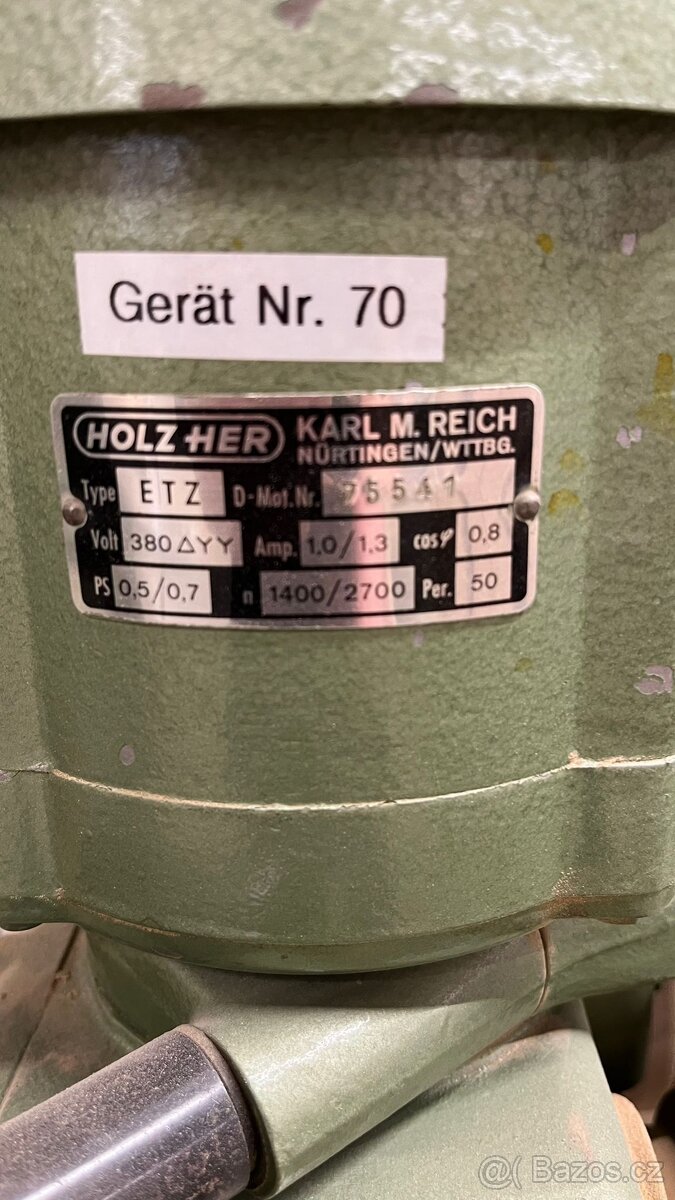 Gerät Nr. 70
HOLZ-HER KARL M. REICH
NÜRTINGEN/WTTBG.
Type ETZ D-Mot.Nr. 75541
Volt 380 △YY Amp. 1.0/1.3 cosφ 0,8
PS 0,5/0,7 n 1400/2700 Per. 50
Bazos.cz